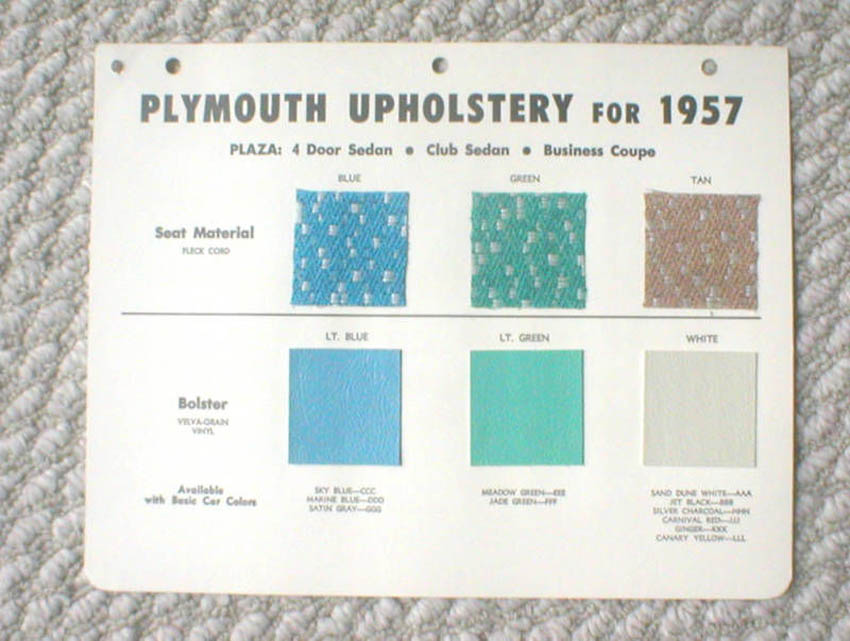 PLYMOUTH UPHOLSTERY FOR 1957
PLAZA: 4 Door Sedan • Club Sedan • Business Coupe
BLUE GREEN TAN
Seat Material
FLECK CORD
LT. BLUE LT. GREEN WHITE
Bolster
VELVA-GRAIN
VINYL
Available
with Basic Car Colors
SKY BLUE—CCC
MARINE BLUE—DDD
SATIN GRAY—GGG
MEADOW GREEN—EEE
JADE GREEN—FFF
SAND DUNE WHITE—AAA
JET BLACK—BBB
SILVER CHARCOAL—HHH
CARNIVAL RED—JJJ
GINGER—KKK
CANARY YELLOW—LLL